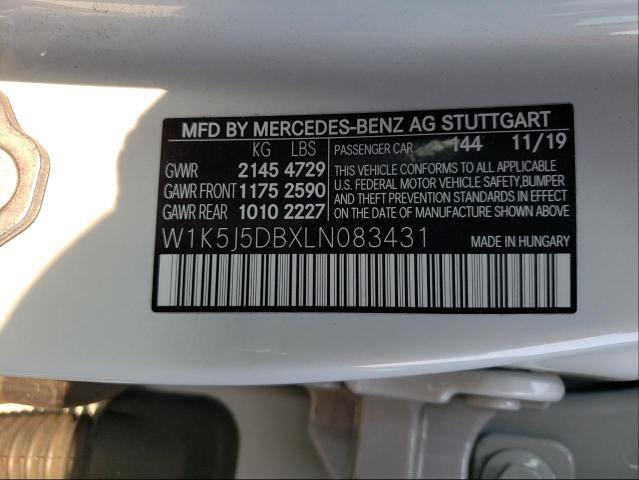 MFD BY MERCEDES-BENZ AG STUTTGART
KG LBS PASSENGER CAR 144 11/19
GVWR 2145 4729
GAWR FRONT 1175 2590
GAWR REAR 1010 2227
THIS VEHICLE CONFORMS TO ALL APPLICABLE
U.S. FEDERAL MOTOR VEHICLE SAFETY, BUMPER
AND THEFT PREVENTION STANDARDS IN EFFECT
ON THE DATE OF MANUFACTURE SHOWN ABOVE.
W1K5J5DBXLN083431 MADE IN HUNGARY